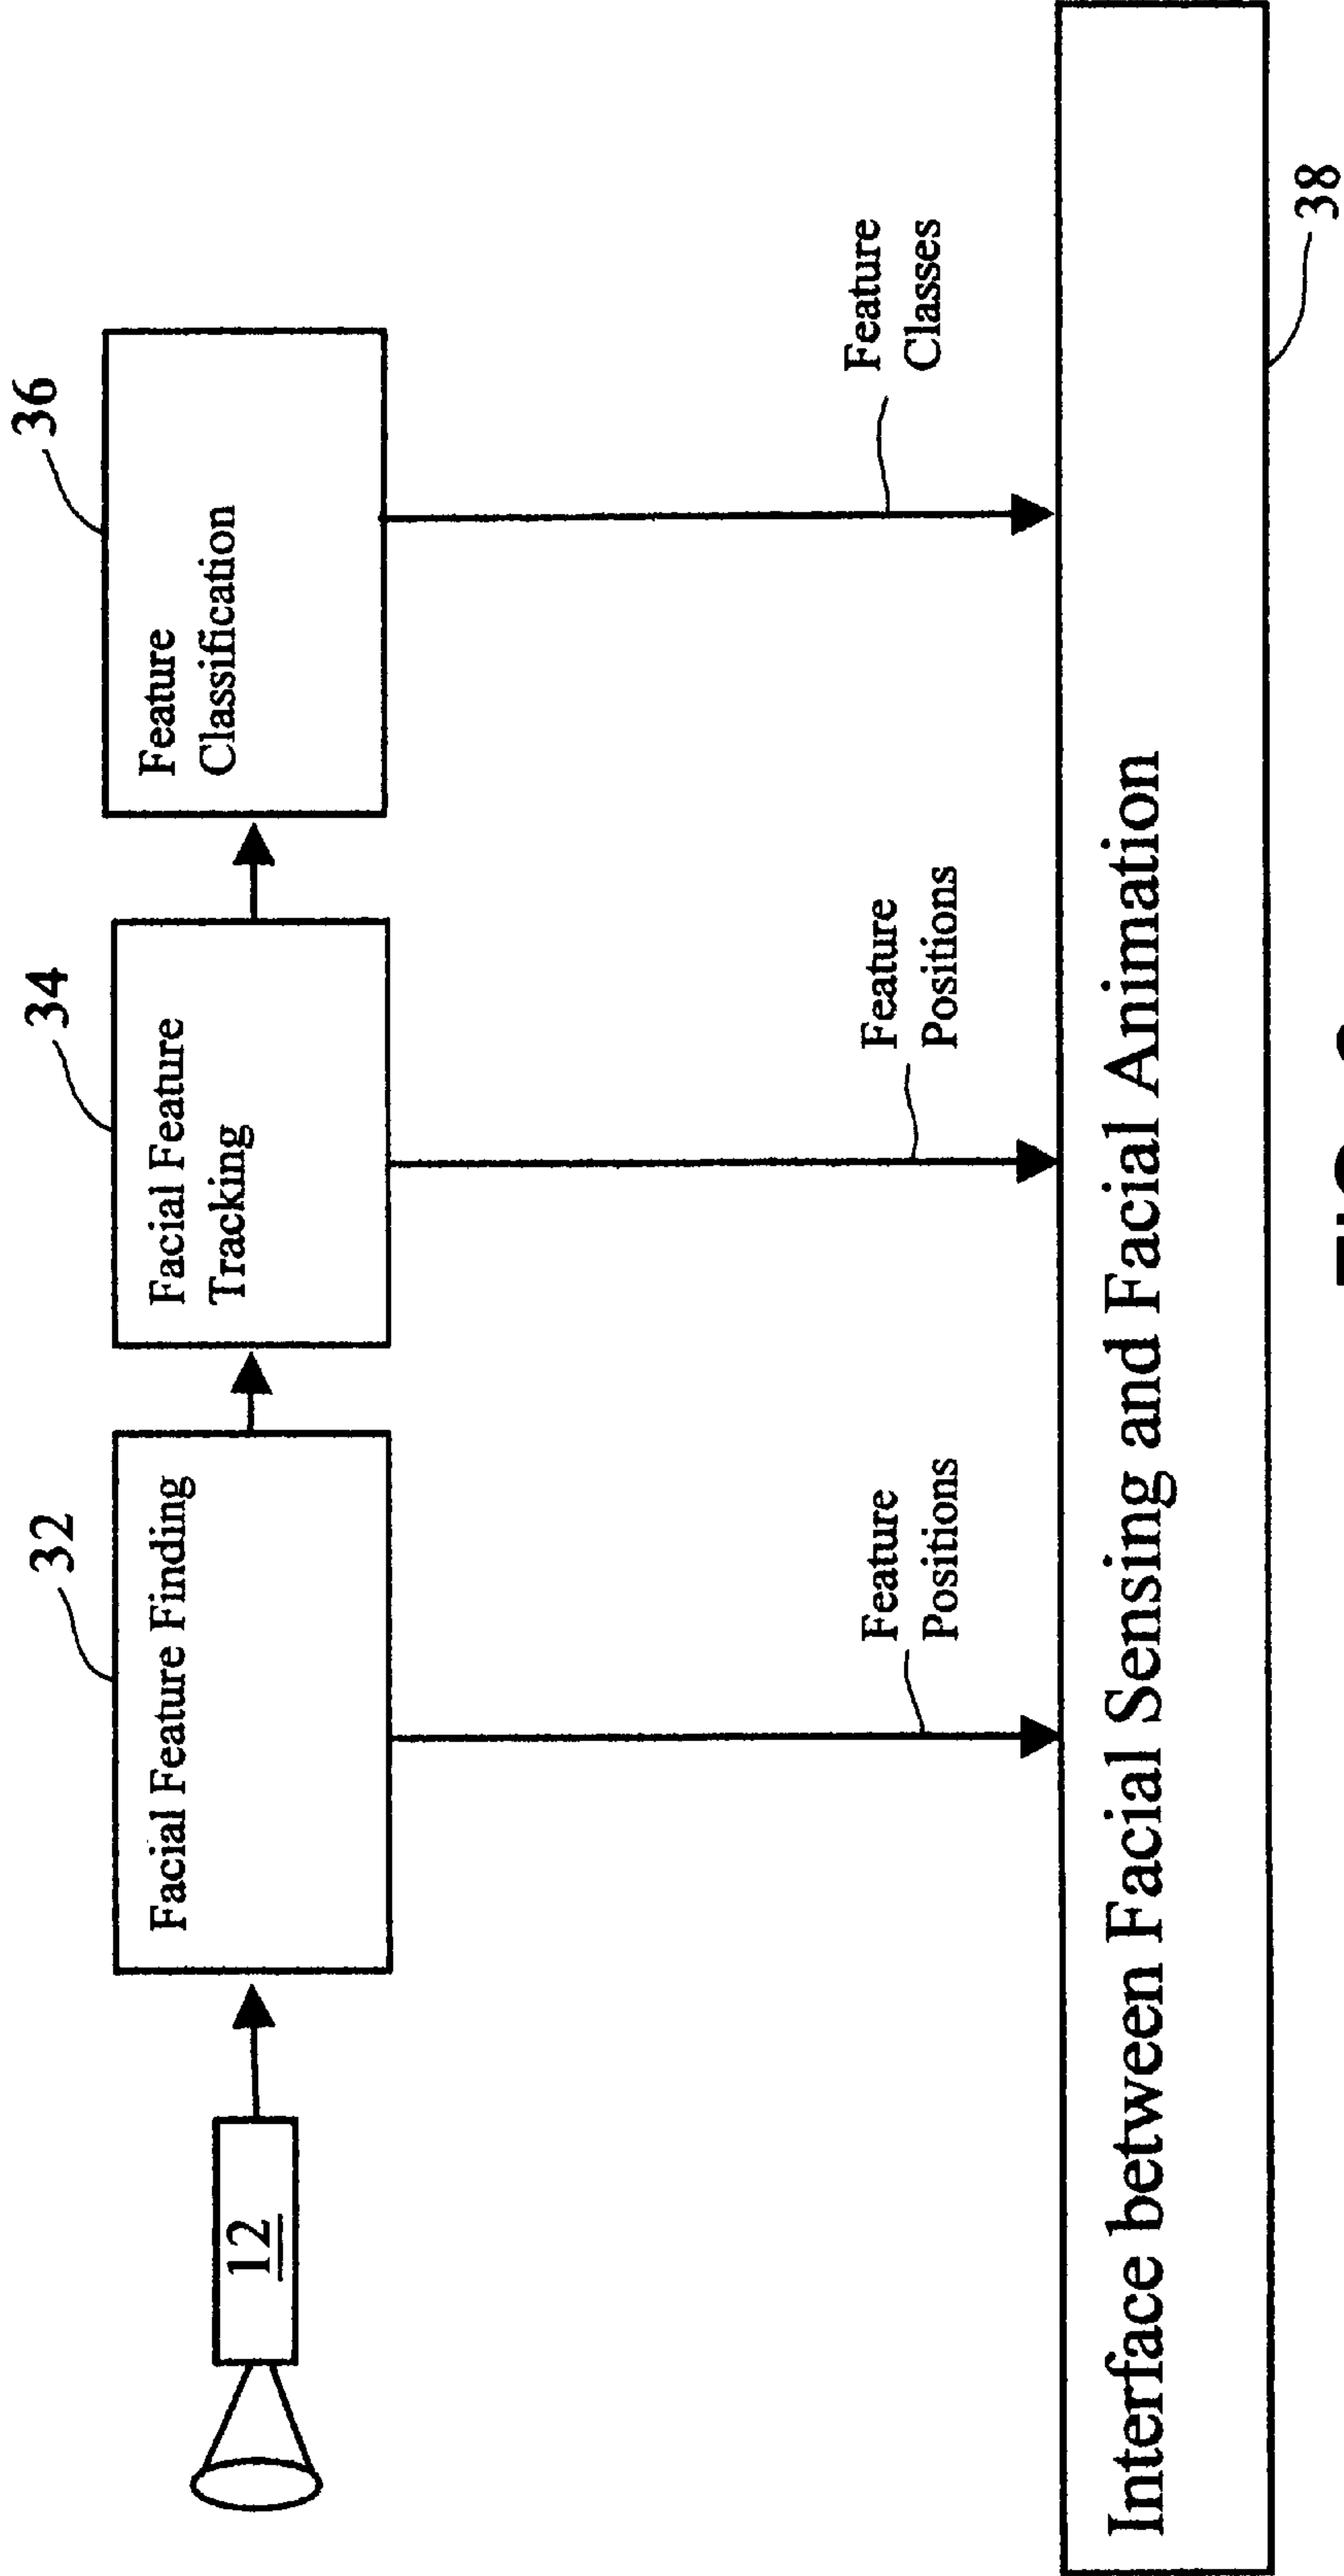 36
34
32
Feature
Classification
Facial Feature
Tracking
Facial Feature Finding
12
Feature
Classes
Feature
Positions
Feature
Positions
Interface between Facial Sensing and Facial Animation
38